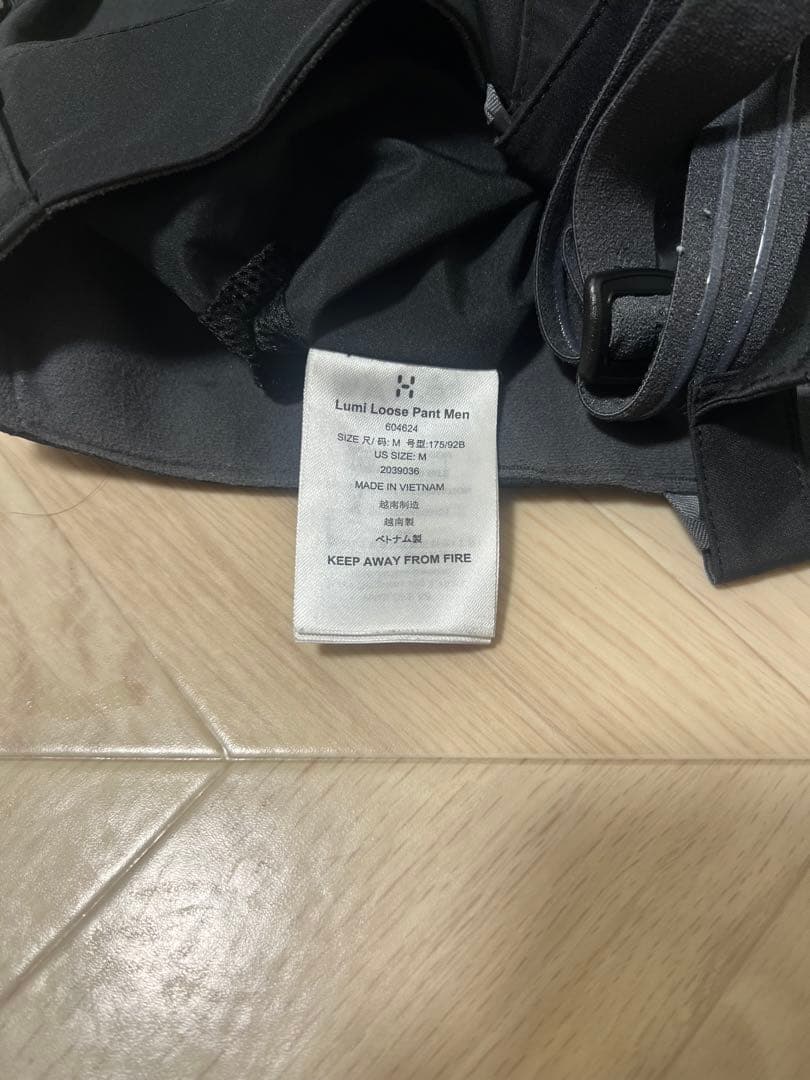 Lumi Loose Pant Men
604624
SIZE 尺/ 码: M 号型:175/92B
US SIZE: M
2039036
MADE IN VIETNAM
越南制造
越南製
ベトナム製
KEEP AWAY FROM FIRE